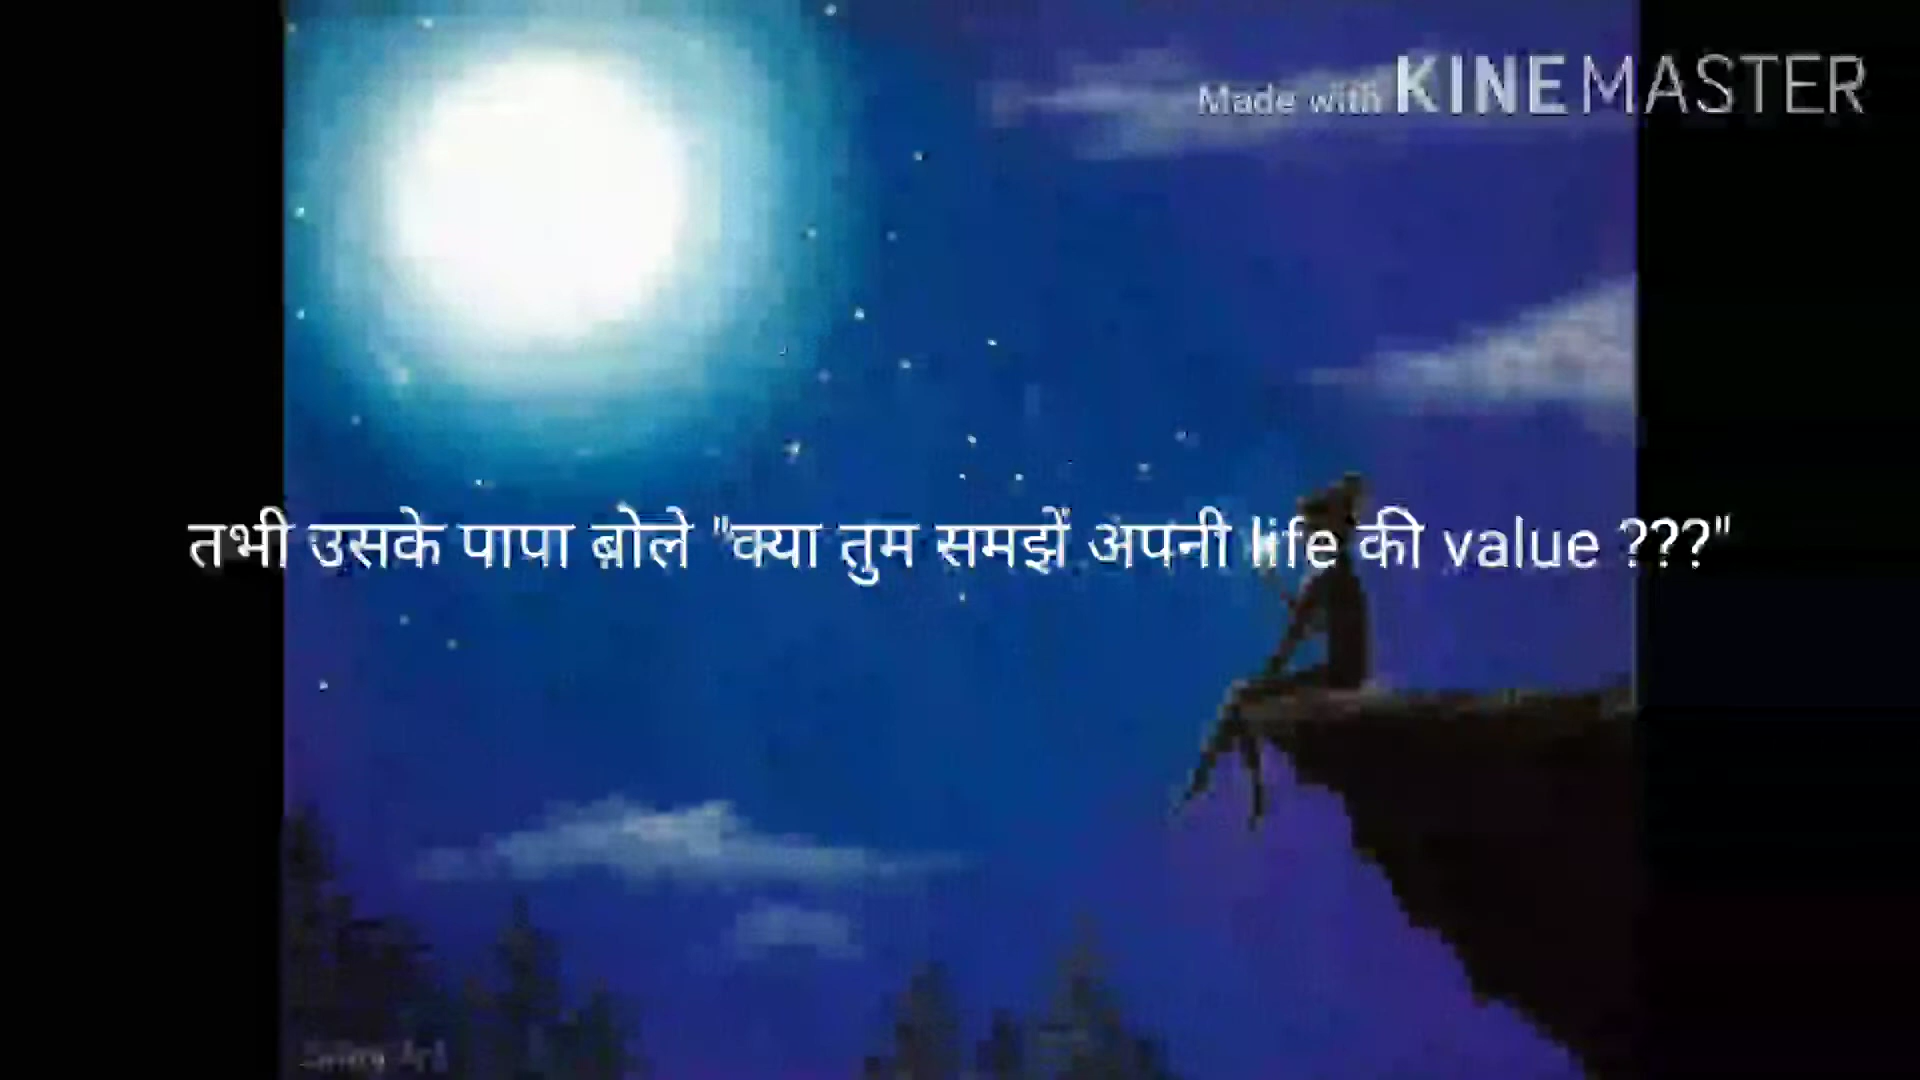 Made with KINEMASTER
तभी उसके पापा बोले "क्या तुम समझें अपनी life की value ???"